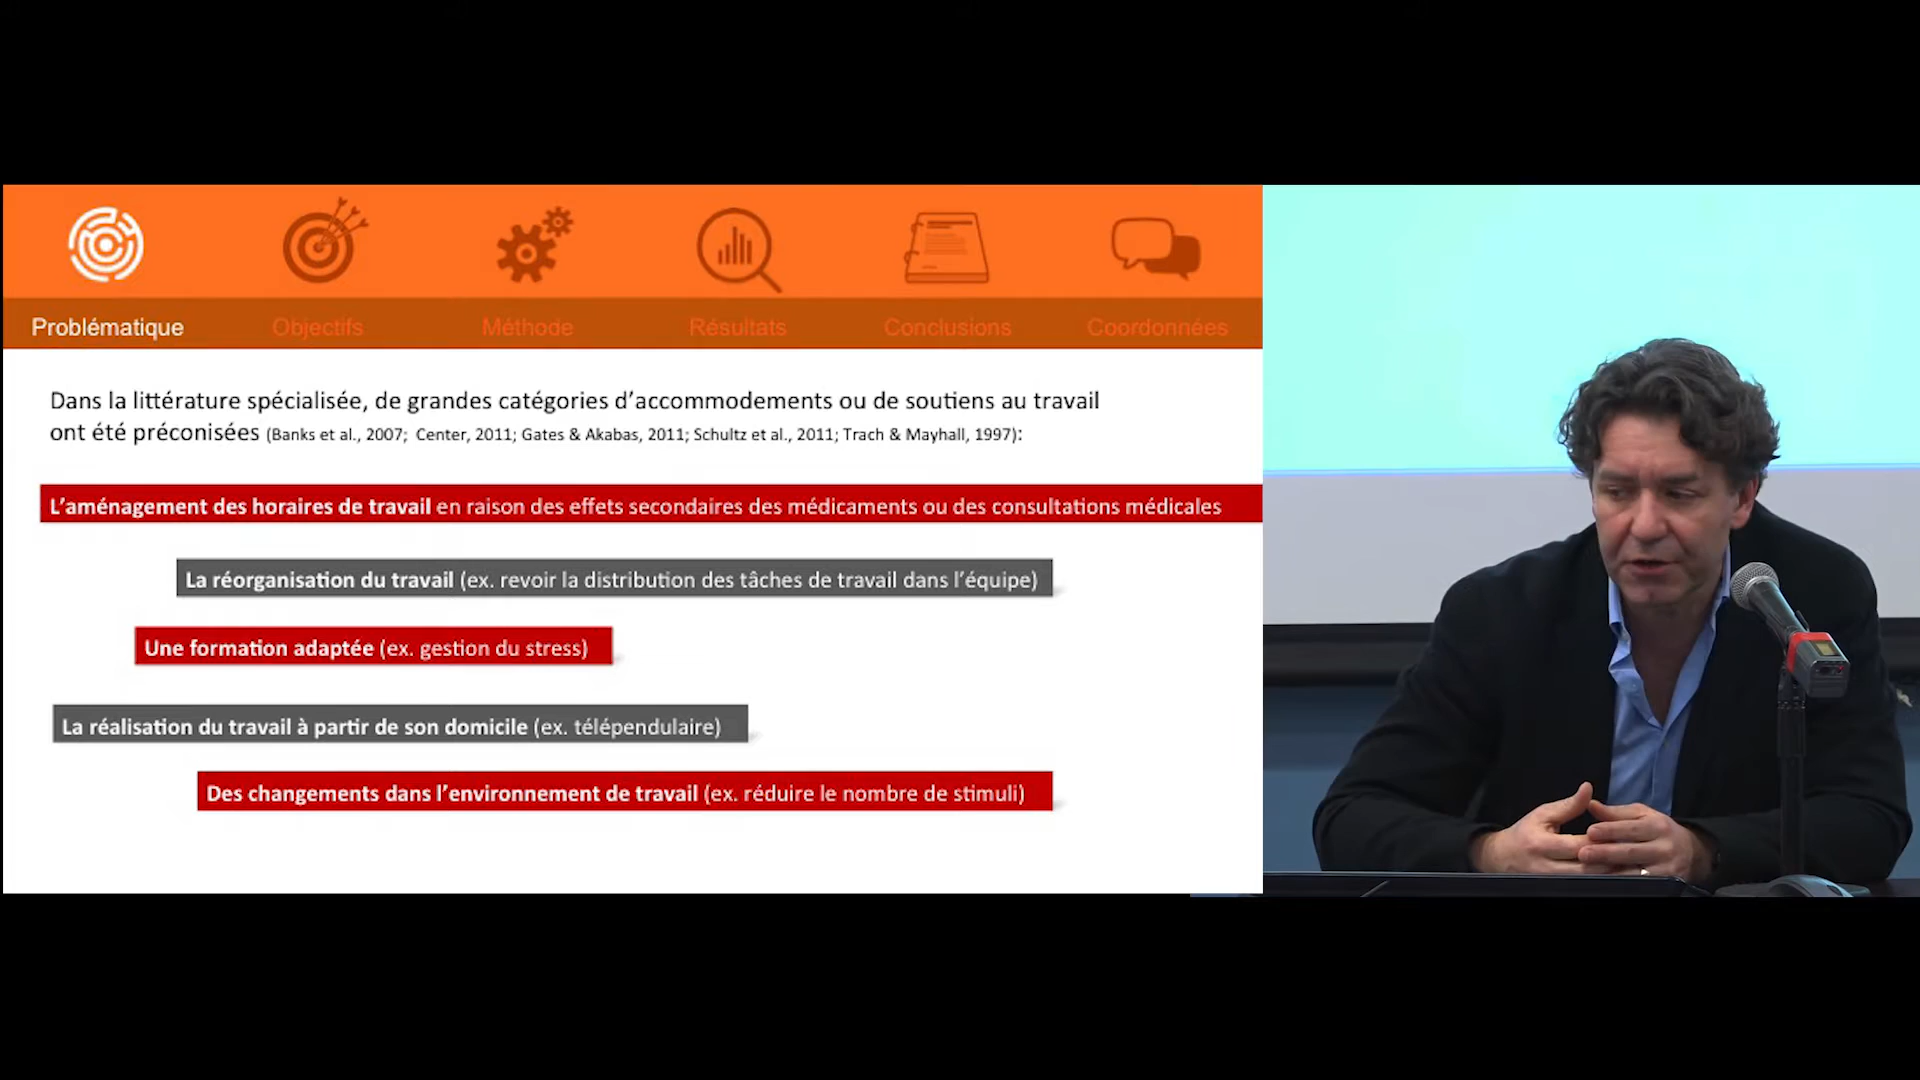 Problématique
Objectifs
Méthode
Résultats
Conclusions
Coordonnées
Dans la littérature spécialisée, de grandes catégories d’accommodements ou de soutiens au travail
ont été préconisées (Banks et al., 2007; Center, 2011; Gates & Akabas, 2011; Schultz et al., 2011; Trach & Mayhall, 1997):
L’aménagement des horaires de travail en raison des effets secondaires des médicaments ou des consultations médicales
La réorganisation du travail (ex. revoir la distribution des tâches de travail dans l’équipe)
Une formation adaptée (ex. gestion du stress)
La réalisation du travail à partir de son domicile (ex. télépendulaire)
Des changements dans l’environnement de travail (ex. réduire le nombre de stimuli)